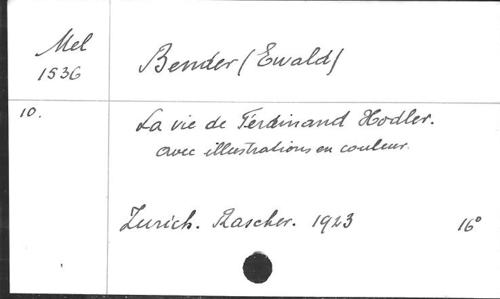 Mel
1536
Bender (Ewald)
10.
La vie de Ferdinand Hodler.
avec illustrations en couleur.
Zurich. Rascher. 1923 16°